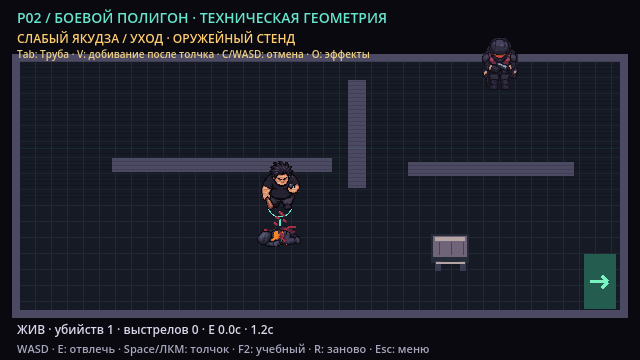 P02 / БОЕВОЙ ПОЛИГОН · ТЕХНИЧЕСКАЯ ГЕОМЕТРИЯ
СЛАБЫЙ ЯКУДЗА / УХОД · ОРУЖЕЙНЫЙ СТЕНД
Tab: Труба · V: добивание после толчка · C/WASD: отмена · O: эффекты
ЖИВ · убийств 1 · выстрелов 0 · E 0.0с · 1.2с
WASD · E: отвлечь · Space/ЛКМ: толчок · F2: учебный · R: заново · Esc: меню